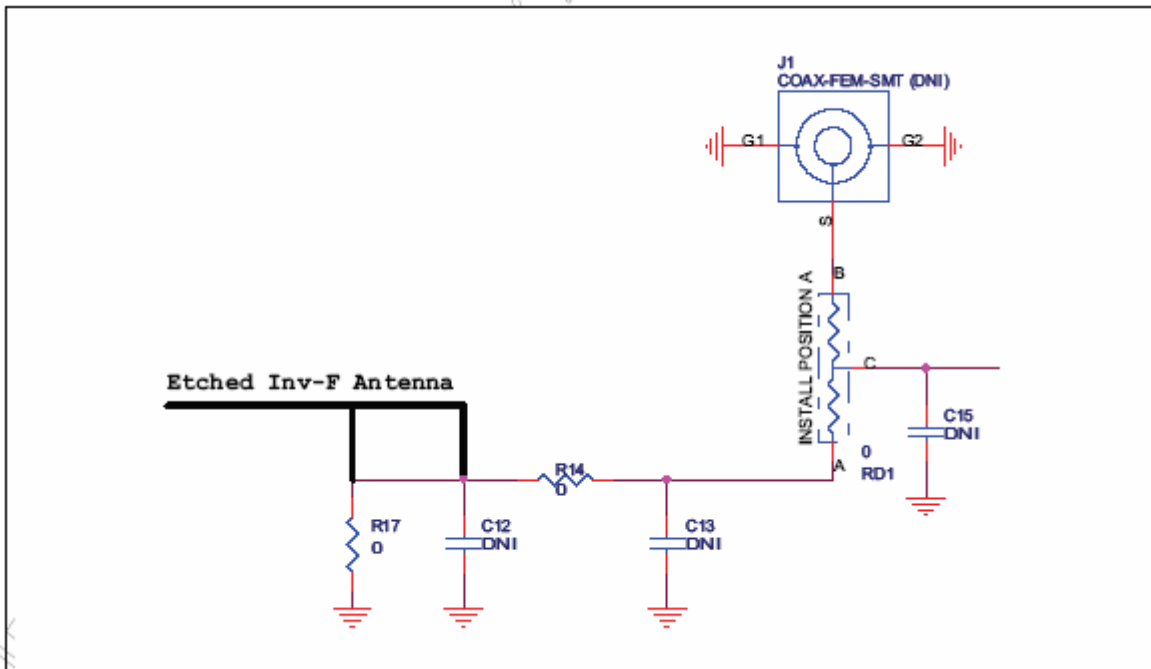 J1
COAX-FEM-SMT (DNI)
G1
G2
S
B
INSTALL POSITION A
C
Etched Inv-F Antenna
C15
DNI
0
RD1
A
R14
0
R17
0
C12
DNI
C13
DNI